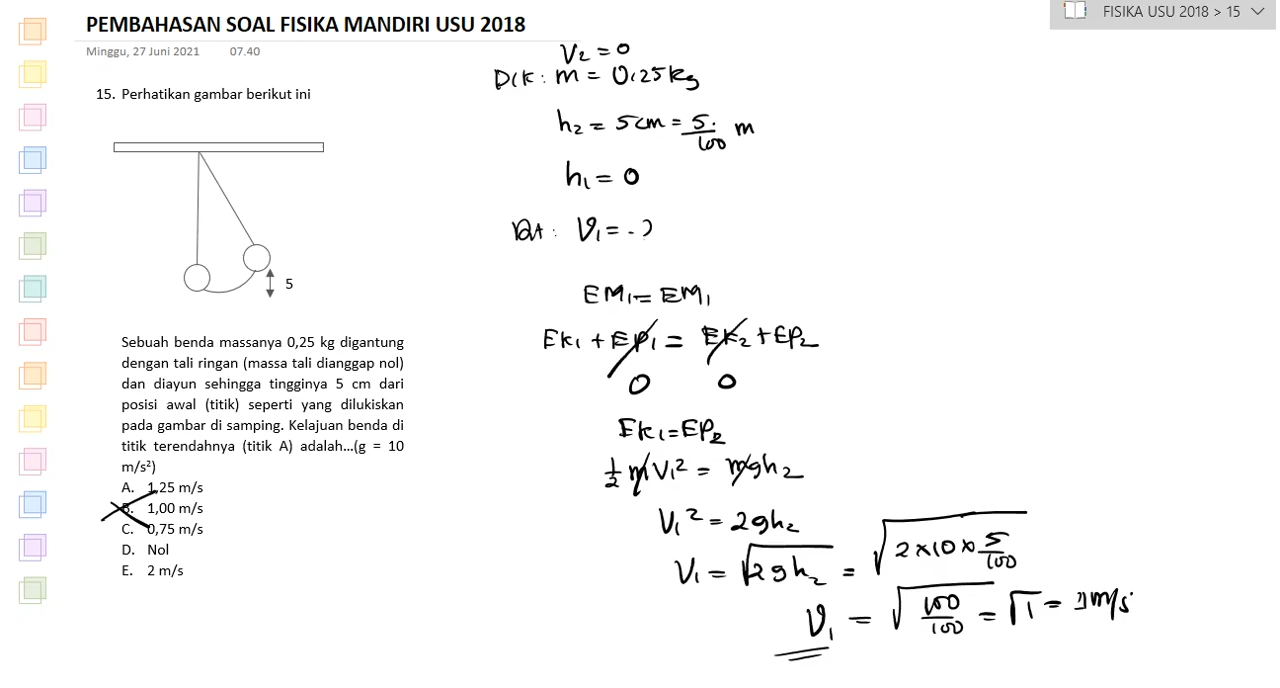 FISIKA USU 2018 > 15
PEMBAHASAN SOAL FISIKA MANDIRI USU 2018
Minggu, 27 Juni 2021 07.40
15. Perhatikan gambar berikut ini
5
Sebuah benda massanya 0,25 kg digantung
dengan tali ringan (massa tali dianggap nol)
dan diayun sehingga tingginya 5 cm dari
posisi awal (titik) seperti yang dilukiskan
pada gambar di samping. Kelajuan benda di
titik terendahnya (titik A) adalah...(g = 10
m/s²)
A. 1,25 m/s
B. 1,00 m/s
C. 0,75 m/s
D. Nol
E. 2 m/s
V₂ = 0
Dik : m = 0,25 kg
h₂ = 5 cm = 5/100 m
h₁ = 0
Dit : V₁ = - ?
EM₁ = EM₁
Ek₁ + EP₁ = Ek₂ + EP₂
0 0
Ek₁ = EP₂
1/2 m V₁² = m g h₂
V₁² = 2gh₂
V₁ = √2gh₂ = √2 x 10 x 5/100
V₁ = √100/100 = √1 = 1 m/s